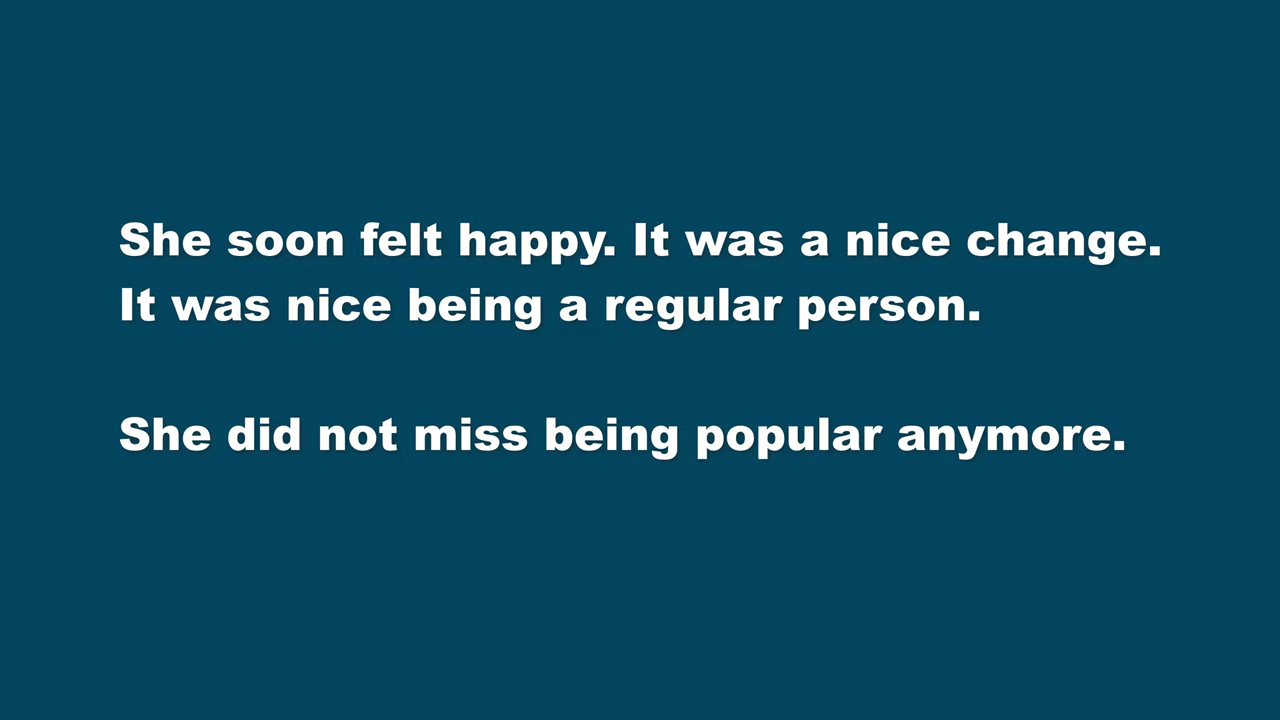 She soon felt happy. It was a nice change.
It was nice being a regular person.
She did not miss being popular anymore.